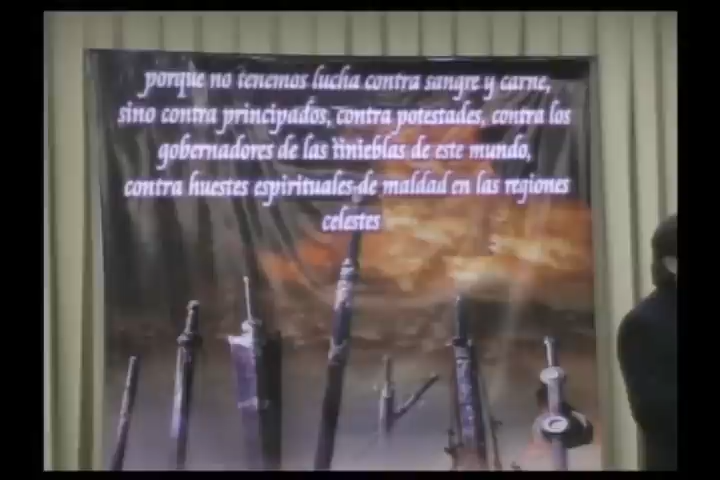 porque no tenemos lucha contra sangre y carne,
sino contra principados, contra potestades, contra los
gobernadores de las tinieblas de este mundo,
contra huestes espirituales de maldad en las regiones
celestes